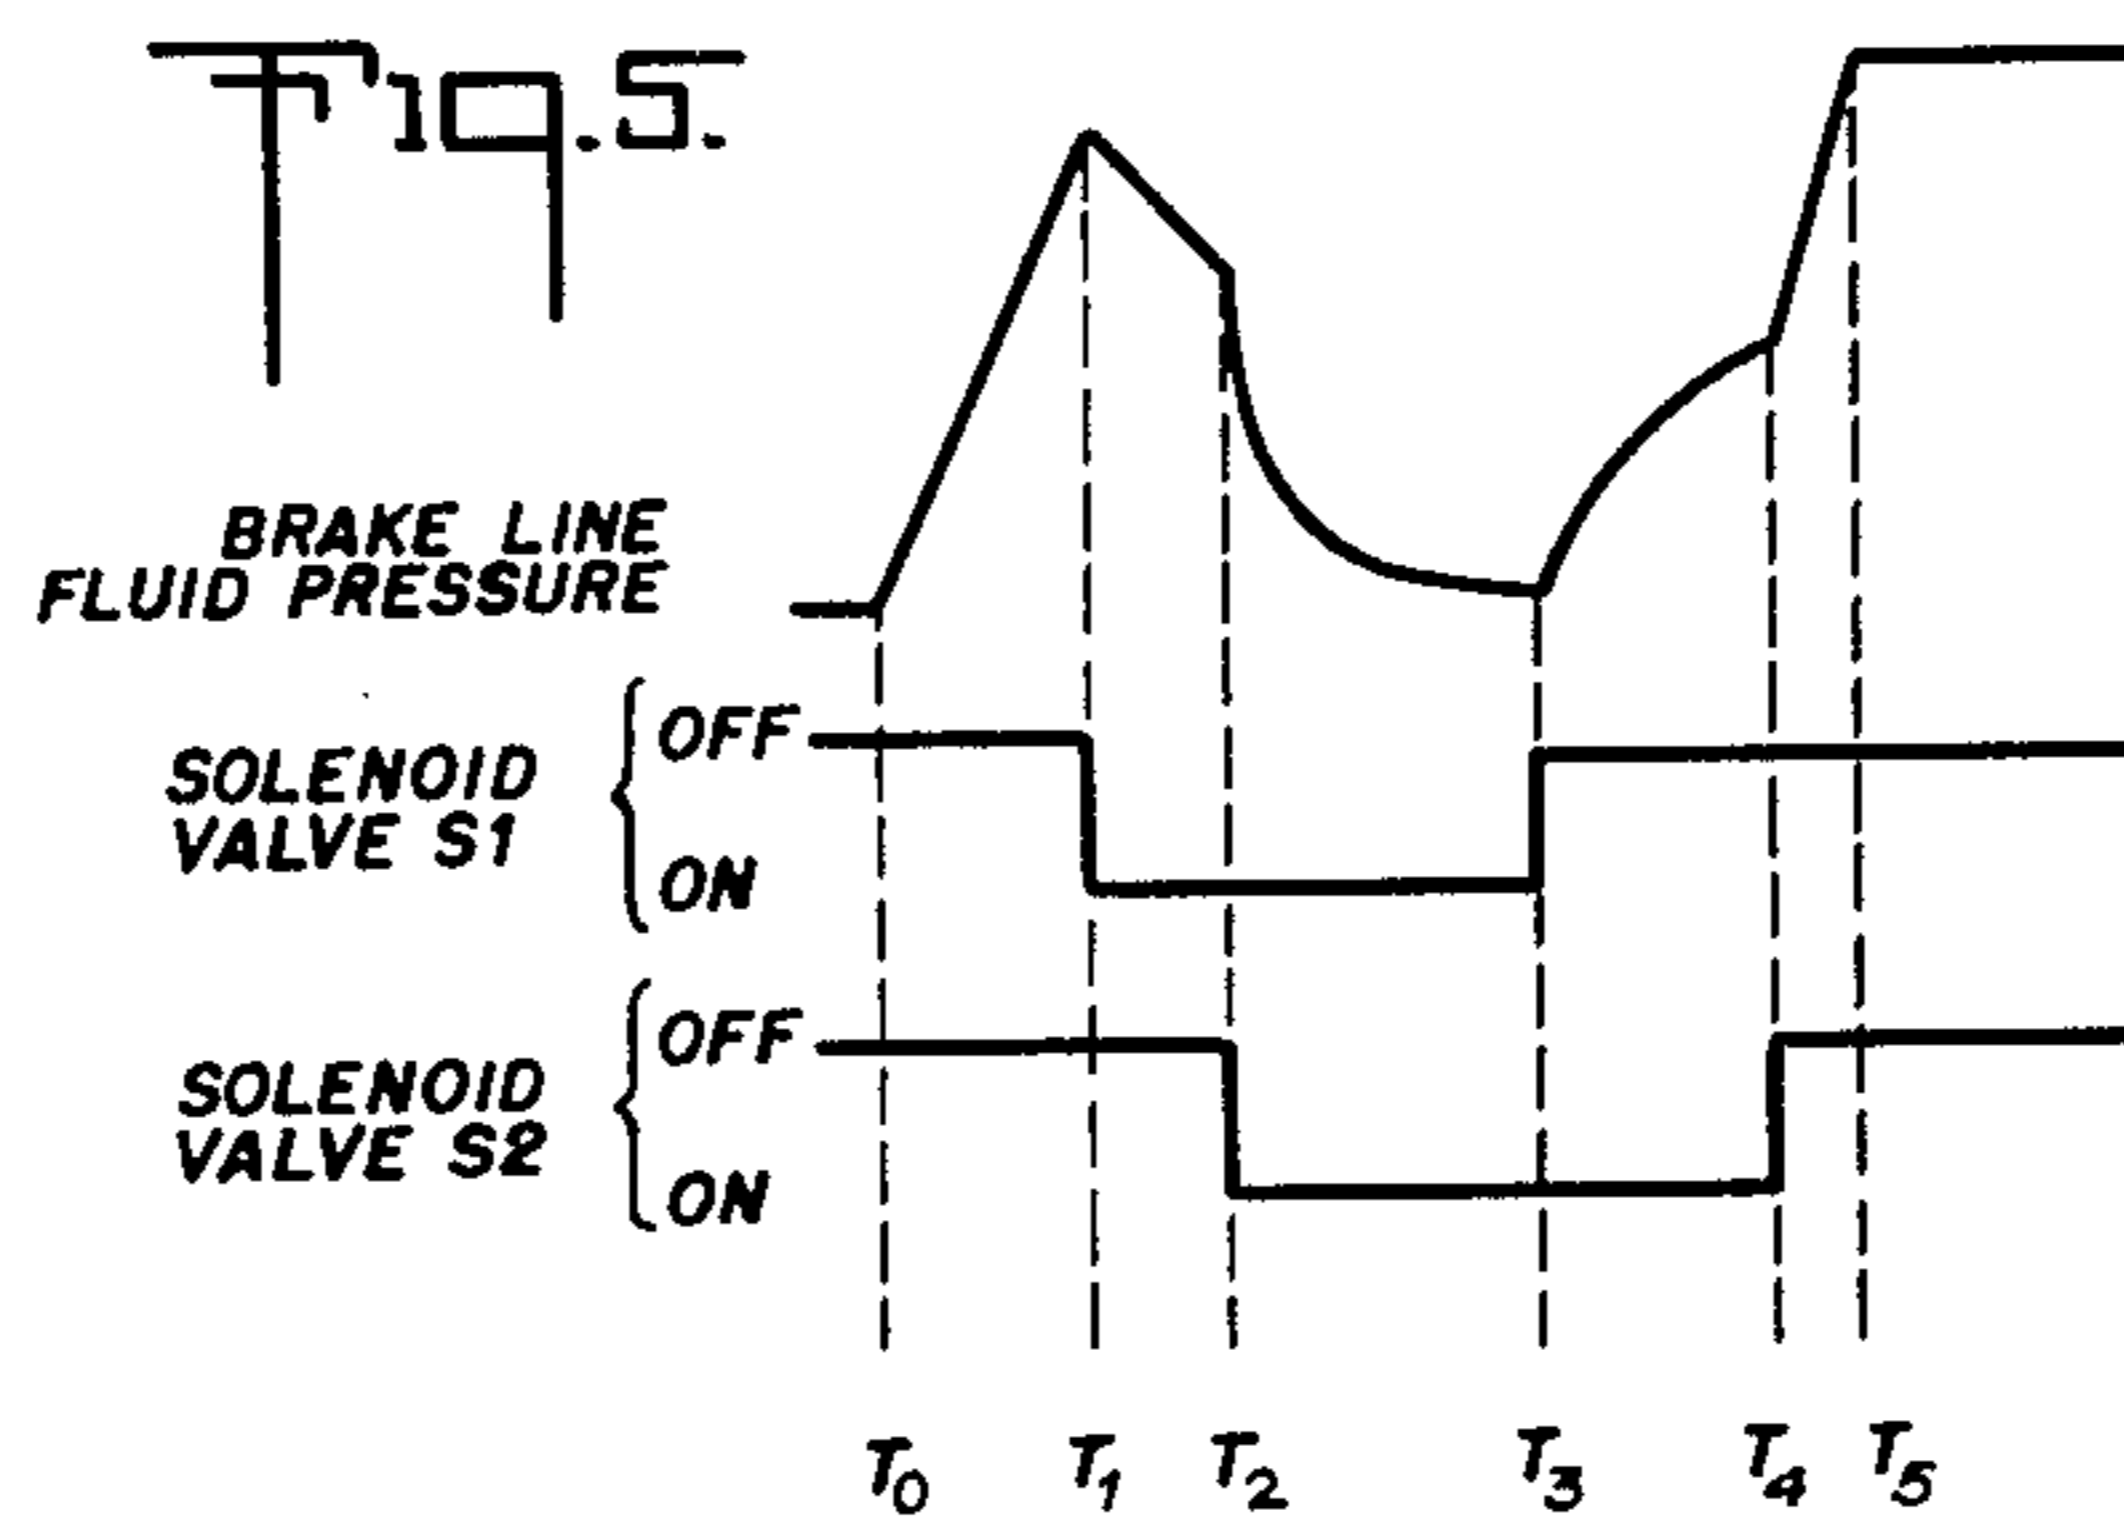 Fig. 5.
BRAKE LINE
FLUID PRESSURE
SOLENOID
VALVE S1
OFF
ON
SOLENOID
VALVE S2
OFF
ON
T0 T1 T2 T3 T4 T5